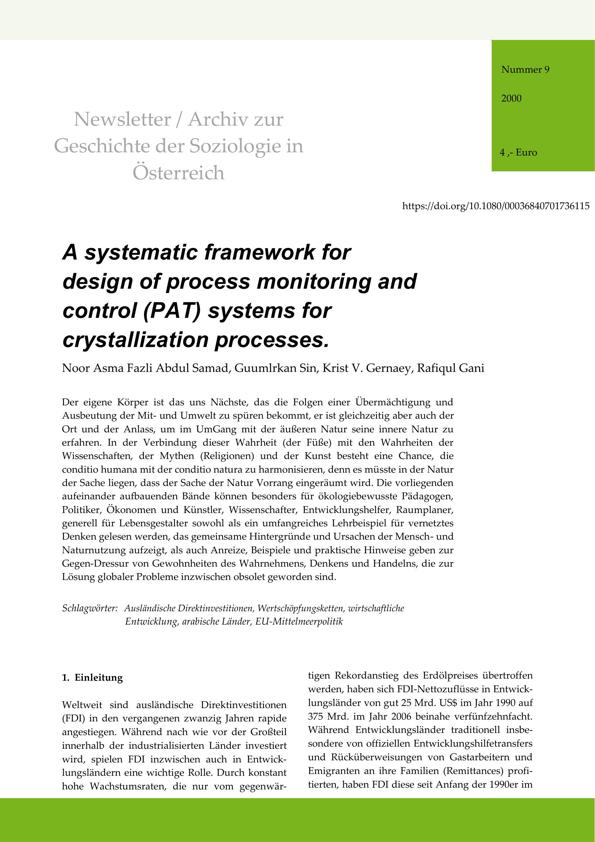 Nummer 9
2000
4 ,- Euro
Newsletter / Archiv zur
Geschichte der Soziologie in
Österreich
https://doi.org/10.1080/00036840701736115
A systematic framework for
design of process monitoring and
control (PAT) systems for
crystallization processes.
Noor Asma Fazli Abdul Samad, Guumlrkan Sin, Krist V. Gernaey, Rafiqul Gani
Der eigene Körper ist das uns Nächste, das die Folgen einer Übermächtigung und
Ausbeutung der Mit- und Umwelt zu spüren bekommt, er ist gleichzeitig aber auch der
Ort und der Anlass, um im UmGang mit der äußeren Natur seine innere Natur zu
erfahren. In der Verbindung dieser Wahrheit (der Füße) mit den Wahrheiten der
Wissenschaften, der Mythen (Religionen) und der Kunst besteht eine Chance, die
conditio humana mit der conditio natura zu harmonisieren, denn es müsste in der Natur
der Sache liegen, dass der Sache der Natur Vorrang eingeräumt wird. Die vorliegenden
aufeinander aufbauenden Bände können besonders für ökologiebewusste Pädagogen,
Politiker, Ökonomen und Künstler, Wissenschafter, Entwicklungshelfer, Raumplaner,
generell für Lebensgestalter sowohl als ein umfangreiches Lehrbeispiel für vernetztes
Denken gelesen werden, das gemeinsame Hintergründe und Ursachen der Mensch- und
Naturnutzung aufzeigt, als auch Anreize, Beispiele und praktische Hinweise geben zur
Gegen-Dressur von Gewohnheiten des Wahrnehmens, Denkens und Handelns, die zur
Lösung globaler Probleme inzwischen obsolet geworden sind.
Schlagwörter: Ausländische Direktinvestitionen, Wertschöpfungsketten, wirtschaftliche
Entwicklung, arabische Länder, EU-Mittelmeerpolitik
1. Einleitung
Weltweit sind ausländische Direktinvestitionen
(FDI) in den vergangenen zwanzig Jahren rapide
angestiegen. Während nach wie vor der Großteil
innerhalb der industrialisierten Länder investiert
wird, spielen FDI inzwischen auch in Entwick-
lungsländern eine wichtige Rolle. Durch konstant
hohe Wachstumsraten, die nur vom gegenwär-
tigen Rekordanstieg des Erdölpreises übertroffen
werden, haben sich FDI-Nettozuflüsse in Entwick-
lungsländer von gut 25 Mrd. US$ im Jahr 1990 auf
375 Mrd. im Jahr 2006 beinahe verfünfzehnfacht.
Während Entwicklungsländer traditionell insbe-
sondere von offiziellen Entwicklungshilfetransfers
und Rücküberweisungen von Gastarbeitern und
Emigranten an ihre Familien (Remittances) profi-
tierten, haben FDI diese seit Anfang der 1990er im